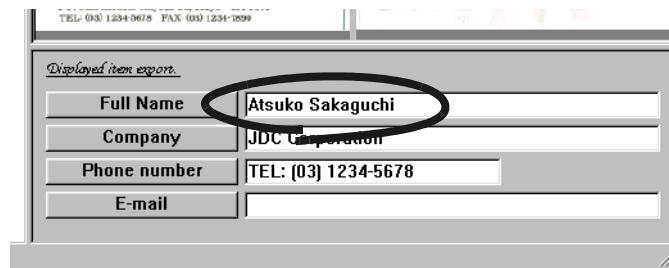 TEL: (03) 1234-5678 FAX: (03) 1234-7899
Displayed item export.
Full Name Atsuko Sakaguchi
Company JDC Corporation
Phone number TEL: (03) 1234-5678
E-mail